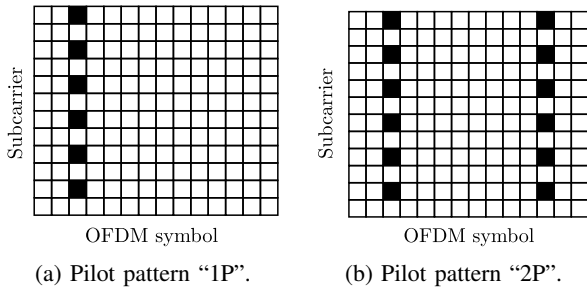 Subcarrier
OFDM symbol
(a) Pilot pattern “1P”.
Subcarrier
OFDM symbol
(b) Pilot pattern “2P”.